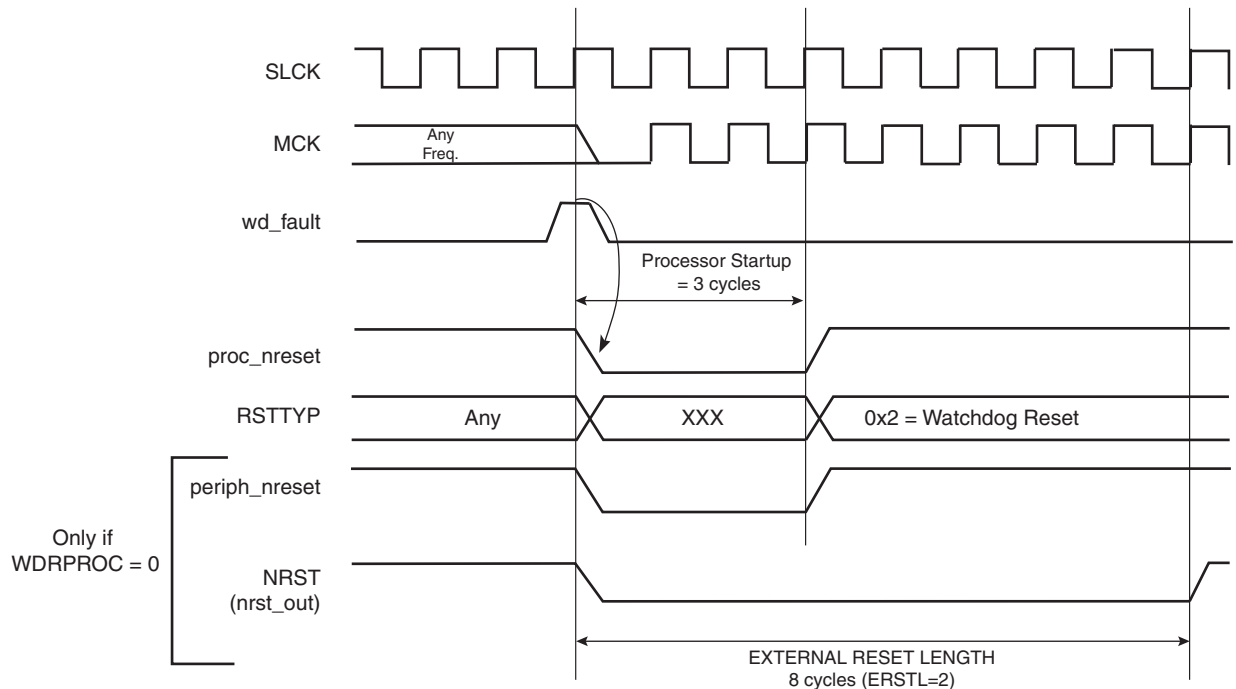 SLCK
MCK
Any
Freq.
wd_fault
Processor Startup
= 3 cycles
proc_nreset
RSTTYP
Any
XXX
0x2 = Watchdog Reset
periph_nreset
Only if
WDRPROC = 0
NRST
(nrst_out)
EXTERNAL RESET LENGTH
8 cycles (ERSTL=2)